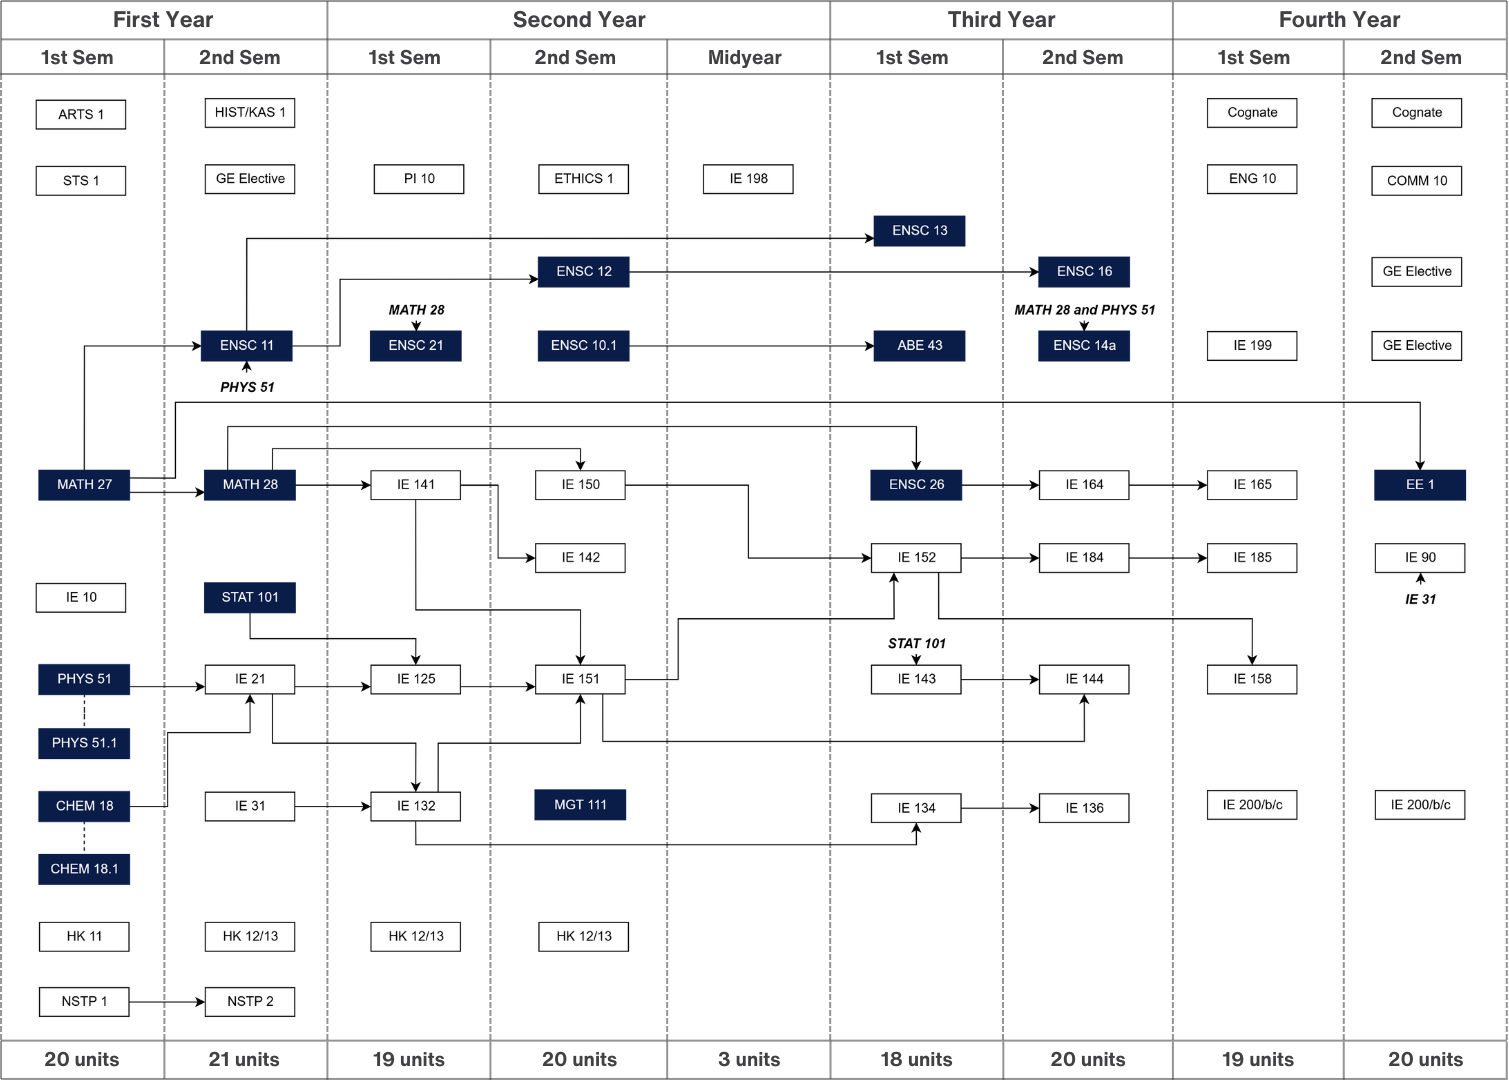 First Year
Second Year
Third Year
Fourth Year
1st Sem
2nd Sem
1st Sem
2nd Sem
Midyear
1st Sem
2nd Sem
1st Sem
2nd Sem
ARTS 1
HIST/KAS 1
Cognate
Cognate
STS 1
GE Elective
PI 10
ETHICS 1
IE 198
ENG 10
COMM 10
ENSC 13
ENSC 12
ENSC 16
GE Elective
MATH 28
MATH 28 and PHYS 51
ENSC 11
ENSC 21
ENSC 10.1
ABE 43
ENSC 14a
IE 199
GE Elective
PHYS 51
MATH 27
MATH 28
IE 141
IE 150
ENSC 26
IE 164
IE 165
EE 1
IE 142
IE 152
IE 184
IE 185
IE 90
IE 10
STAT 101
IE 31
STAT 101
PHYS 51
IE 21
IE 125
IE 151
IE 143
IE 144
IE 158
PHYS 51.1
CHEM 18
IE 31
IE 132
MGT 111
IE 134
IE 136
IE 200/b/c
IE 200/b/c
CHEM 18.1
HK 11
HK 12/13
HK 12/13
HK 12/13
NSTP 1
NSTP 2
20 units
21 units
19 units
20 units
3 units
18 units
20 units
19 units
20 units